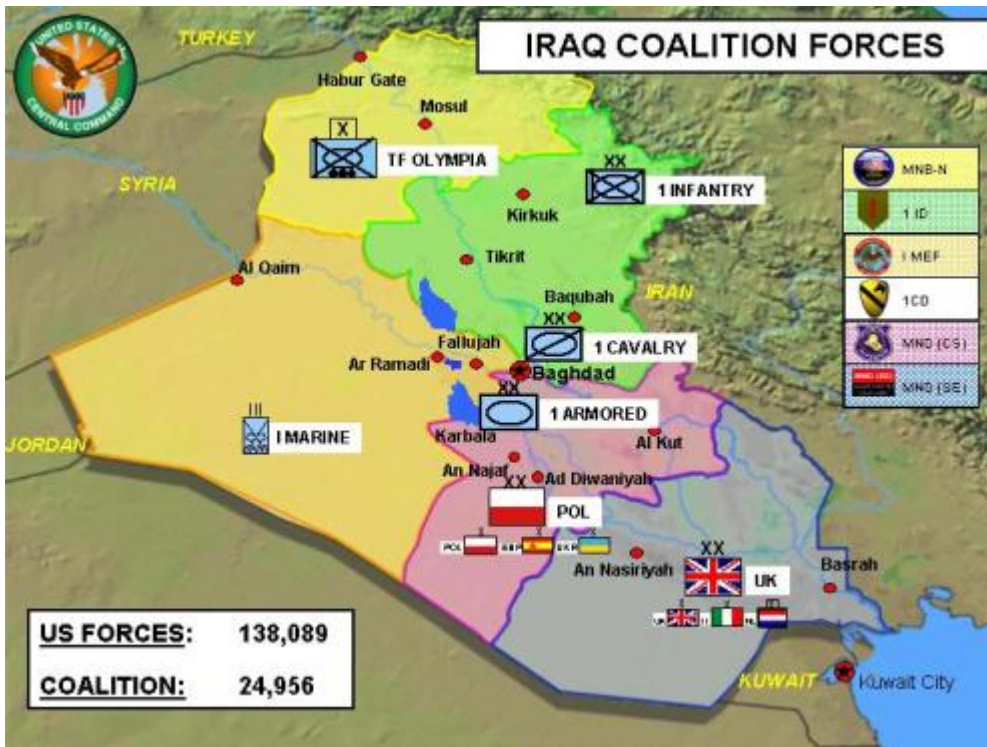 UNITED STATES
CENTRAL COMMAND
IRAQ COALITION FORCES
TURKEY
Habur Gate
Mosul
X
TF OLYMPIA
XX
1 INFANTRY
MNB-N
1 ID
I MEF
1CD
MND (CS)
MND (SE)
SYRIA
Kirkuk
Tikrit
Al Qaim
IRAN
Baqubah
XX
1 CAVALRY
Fallujah
Ar Ramadi
Baghdad
XX
1 ARMORED
III
I MARINE
JORDAN
Karbala
Al Kut
An Najaf
Ad Diwaniyah
XX
POL
POL
An Nasiriyah
XX
UK
Basrah
UK
IT
NL
US FORCES: 138,089
COALITION: 24,956
KUWAIT
Kuwait City